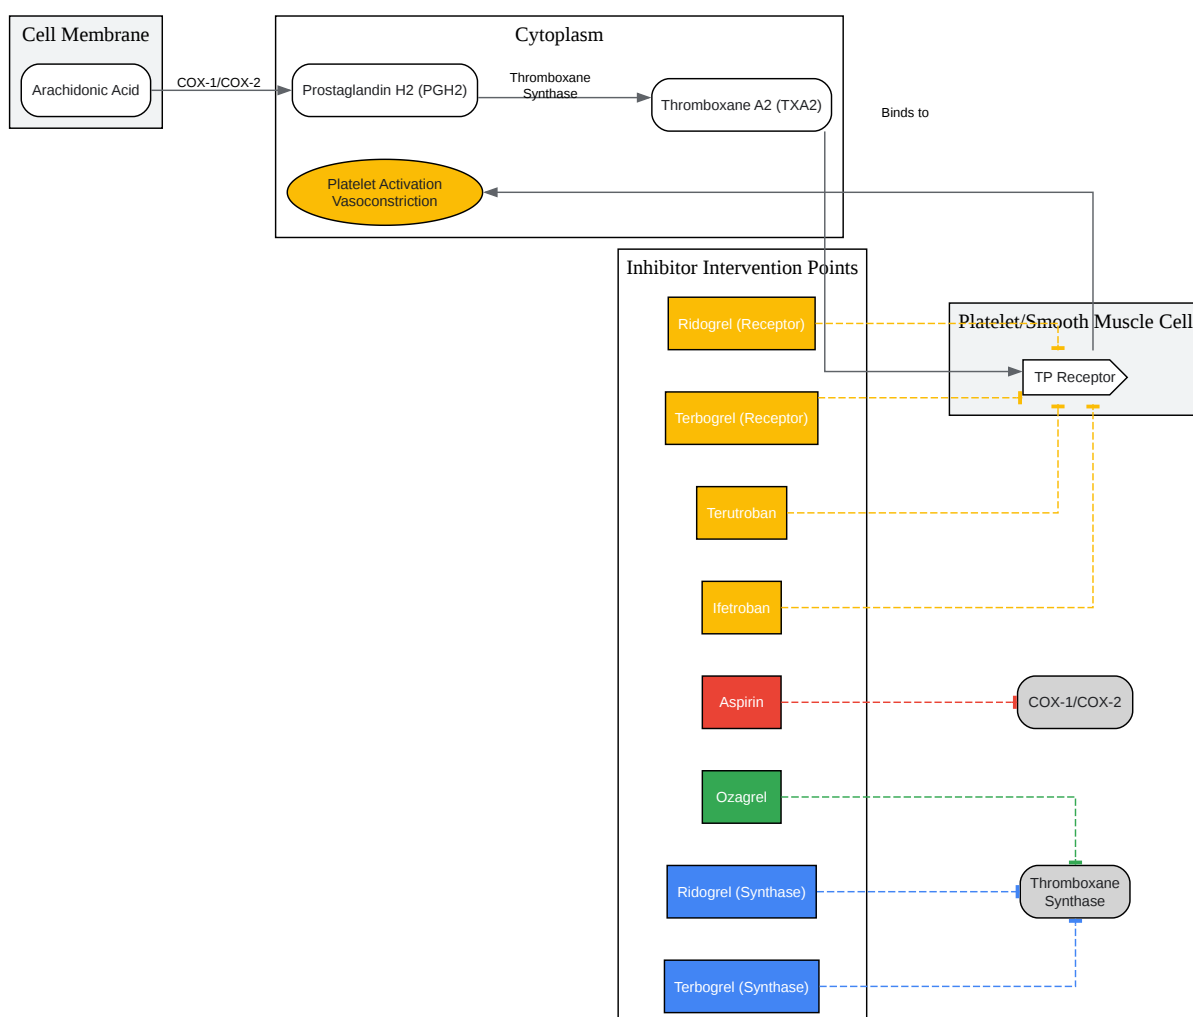 Cell Membrane
Arachidonic Acid
COX-1/COX-2
Cytoplasm
Prostaglandin H2 (PGH2)
Thromboxane
Synthase
Thromboxane A2 (TXA2)
Binds to
Platelet Activation
Vasoconstriction
Inhibitor Intervention Points
Ridogrel (Receptor)
Platelet/Smooth Muscle Cell
TP Receptor
Terbogrel (Receptor)
Terutroban
Ifetroban
Aspirin
COX-1/COX-2
Ozagrel
Ridogrel (Synthase)
Thromboxane
Synthase
Terbogrel (Synthase)